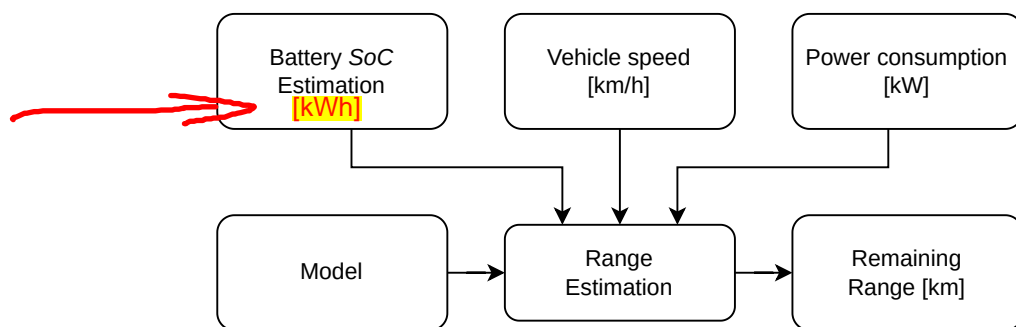 Battery SoC
Estimation
[kWh]
Vehicle speed
[km/h]
Power consumption
[kW]
Model
Range
Estimation
Remaining
Range [km]